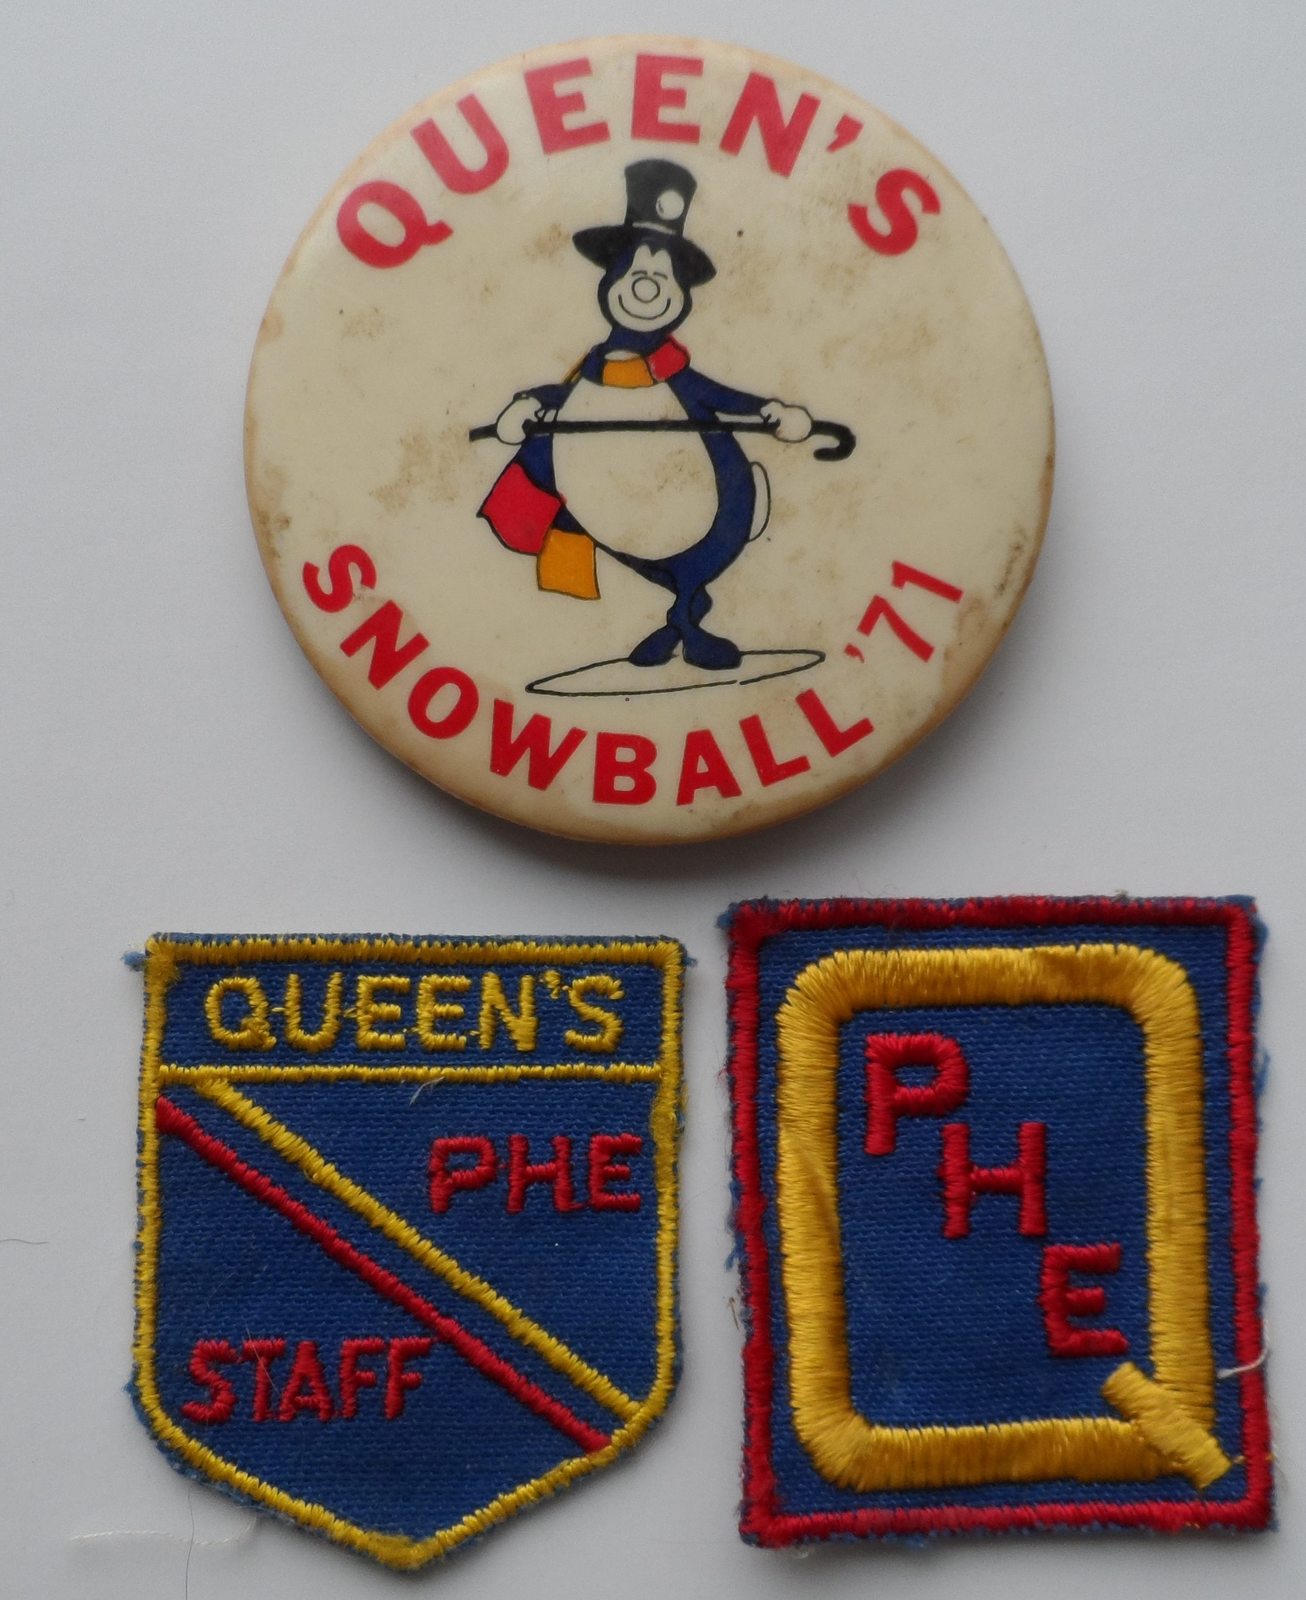 QUEEN'S
SNOWBALL '71
QUEEN'S
PHE
STAFF
PHE